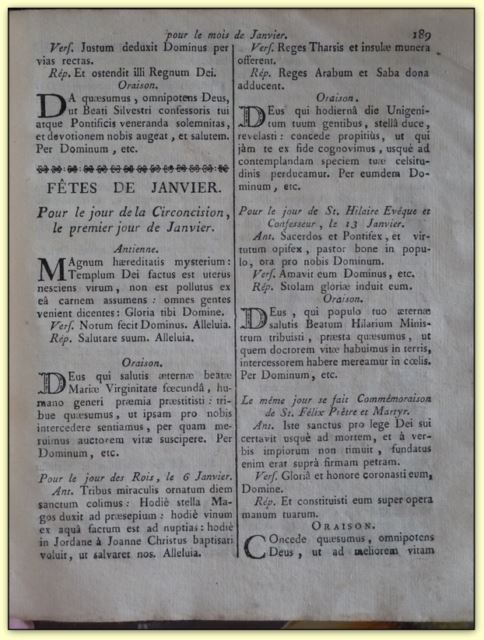 pour le mois de Janvier. 189
Vers. Justum deduxit Dominus per
vias rectas.
Rép. Et ostendit illi Regnum Dei.
Oraison.
DA quæsumus, omnipotens Deus,
ut Beati Silvestri confessoris tui
atque Pontificis veneranda solemnitas,
et devotionem nobis augeat, et salutem.
Per Dominum, etc.
FÊTES DE JANVIER.
Pour le jour de la Circoncision,
le premier jour de Janvier.
Antienne.
MAgnum hæreditatis mysterium:
Templum Dei factus est uterus
nesciens virum, non est pollutus ex
eâ carnem assumens: omnes gentes
venient dicentes: Gloria tibi Domine.
Vers. Notum fecit Dominus. Alleluia.
Rép. Salutare suum. Alleluia.
Oraison.
DEus qui salutis æternæ beatæ
Mariæ Virginitate fœcundâ, hu-
mano generi præmia præstitisti: tri-
bue quæsumus, ut ipsam pro nobis
intercedere sentiamus, per quam me-
ruimus auctorem vitæ suscipere. Per
Dominum, etc.
Pour le jour des Rois, le 6 Janvier.
Ant. Tribus miraculis ornatum diem
sanctum colimus: Hodiè stella Ma-
gos duxit ad præsepium: hodiè vinum
ex aquâ factum est ad nuptias: hodiè
in Jordane à Joanne Christus baptisari
voluit, ut salvaret nos. Alleluia.
Vers. Reges Tharsis et insulæ munera
offerent.
Rép. Reges Arabum et Saba dona
adducent.
Oraison.
DEus qui hodiernâ die Unigeni-
tum tuum gentibus, stellâ duce,
revelasti: concede propitiùs, ut qui
jàm te ex fide cognovimus, usquè ad
contemplandam speciem tuæ celsitu-
dinis perducamur. Per eumdem Do-
minum, etc.
Pour le jour de St. Hilaire Evéque et
Confesseur, le 13 Janvier.
Ant. Sacerdos et Pontifex, et vir-
tutum opifex, pastor bone in popu-
lo, ora pro nobis Dominum.
Vers. Amavit eum Dominus, etc.
Rép. Stolam gloriæ induit eum.
Oraison.
DEus, qui populo tuo æternæ
salutis Beatum Hilarium Minis-
trum tribuisti, præsta quæsumus, ut
quem doctorem vitæ habuimus in terris,
intercessorem habere mereamur in cœlis.
Per Dominum, etc.
Le même jour se fait Commémoraison
de St. Félix Prêtre et Martyr.
Ant. Iste sanctus pro lege Dei sui
certavit usquè ad mortem, et à ver-
bis impiorum non timuit, fundatus
enim erat suprà firmam petram.
Vers. Gloriâ et honore coronasti eum,
Domine.
Rép. Et constituisti eum super opera
manum tuarum.
ORAISON.
COncede quæsumus, omnipotens
Deus, ut ad meliorem vitam